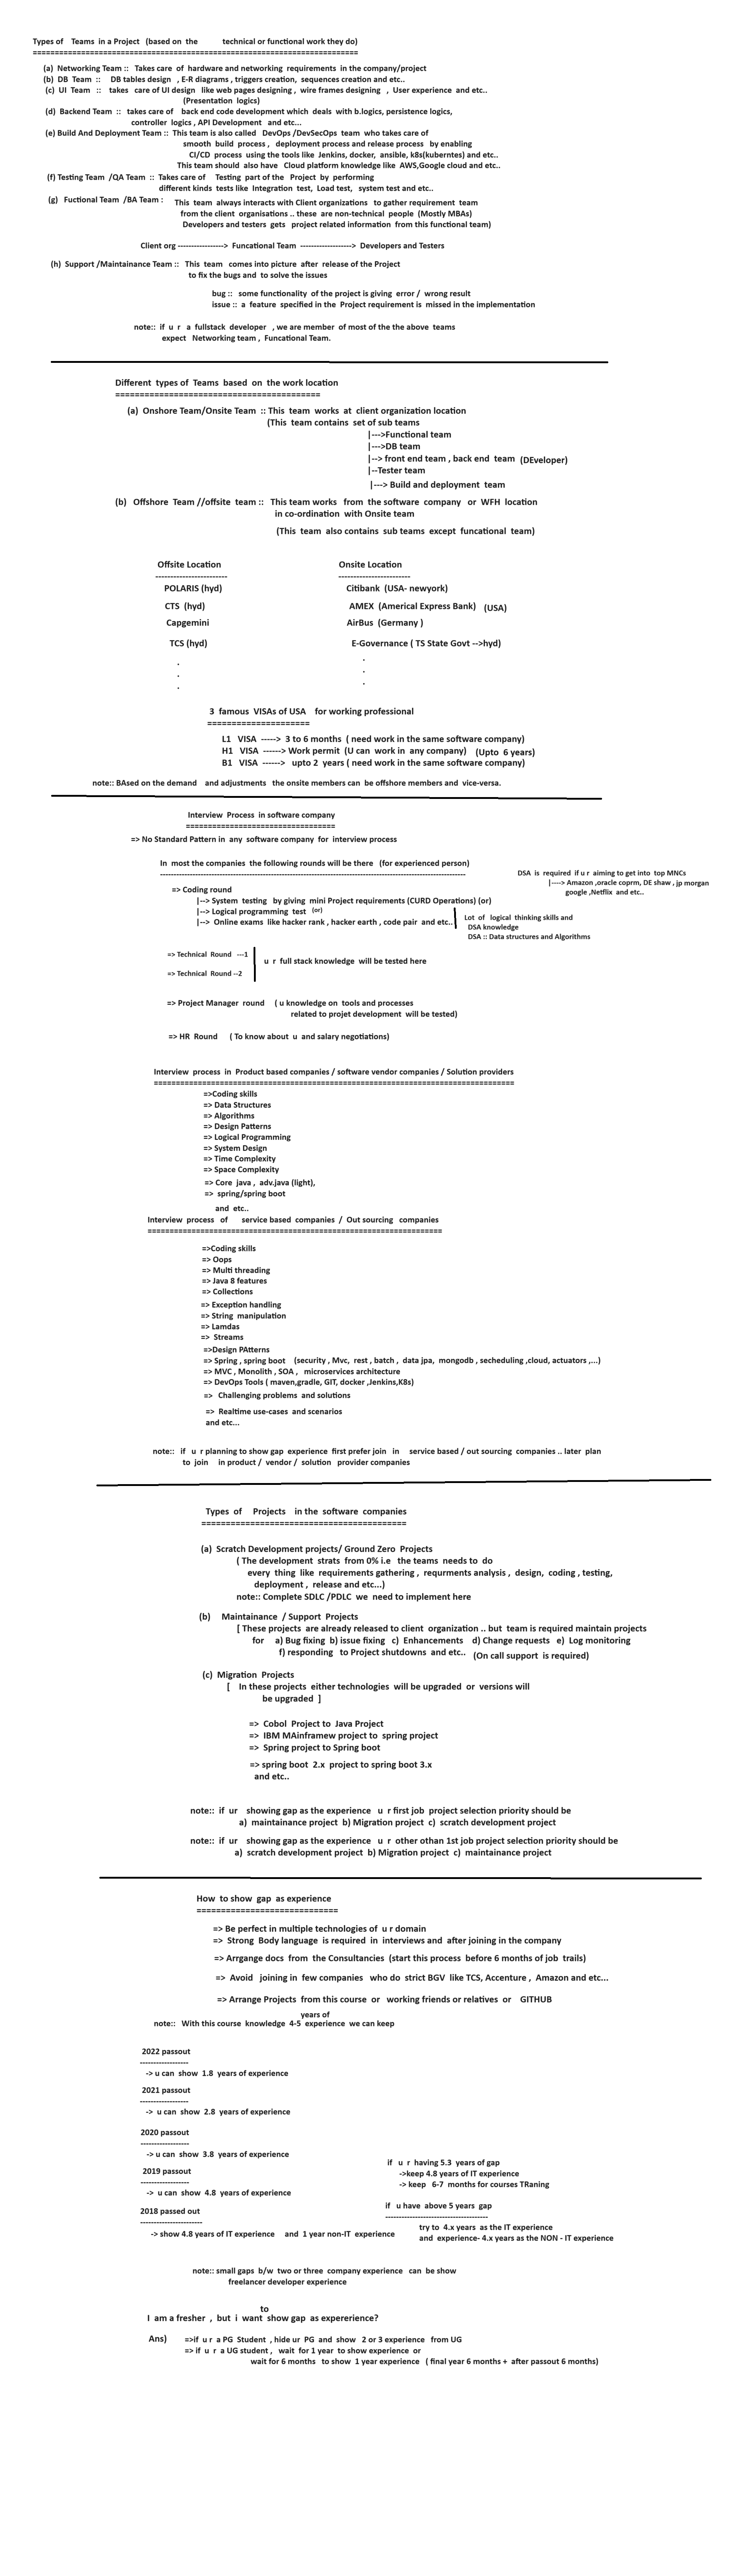 Types of Teams in a Project (based on the technical or functional work they do)
==========================================================================
(a) Networking Team :: Takes care of hardware and networking requirements in the company/project
(b) DB Team :: DB tables design , E-R diagrams , triggers creation, sequences creation and etc..
(c) UI Team :: takes care of UI design like web pages designing , wire frames designing , User experience and etc..
(Presentation logics)
(d) Backend Team :: takes care of back end code development which deals with b.logics, persistence logics,
controller logics , API Development and etc...
(e) Build And Deployment Team :: This team is also called DevOps /DevSecOps team who takes care of
smooth build process , deployment process and release process by enabling
CI/CD process using the tools like Jenkins, docker, ansible, k8s(kuberntes) and etc..
This team should also have Cloud platform knowledge like AWS,Google cloud and etc..
(f) Testing Team /QA Team :: Takes care of Testing part of the Project by performing
different kinds tests like Integration test, Load test, system test and etc..
(g) Fuctional Team /BA Team : This team always interacts with Client organizations to gather requirement team
from the client organisations .. these are non-technical people (Mostly MBAs)
Developers and testers gets project related information from this functional team)
Client org -----------------> Funcational Team -------------------> Developers and Testers
(h) Support /Maintainance Team :: This team comes into picture after release of the Project
to fix the bugs and to solve the issues
bug :: some functionality of the project is giving error / wrong result
issue :: a feature specified in the Project requirement is missed in the implementation
note:: if u r a fullstack developer , we are member of most of the the above teams
expect Networking team , Funcational Team.
Different types of Teams based on the work location
==========================================
(a) Onshore Team/Onsite Team :: This team works at client organization location
(This team contains set of sub teams
|--->Functional team
|--->DB team
|--> front end team , back end team (DEveloper)
|--Tester team
|---> Build and deployment team
(b) Offshore Team //offsite team :: This team works from the software company or WFH location
in co-ordination with Onsite team
(This team also contains sub teams except funcational team)
Offsite Location Onsite Location
------------------------ ------------------------
POLARIS (hyd) Citibank (USA- newyork)
CTS (hyd) AMEX (Americal Express Bank) (USA)
Capgemini AirBus (Germany )
TCS (hyd) E-Governance ( TS State Govt -->hyd)
. .
. .
. .
3 famous VISAs of USA for working professional
=====================
L1 VISA -----> 3 to 6 months ( need work in the same software company)
H1 VISA ------> Work permit (U can work in any company) (Upto 6 years)
B1 VISA ------> upto 2 years ( need work in the same software company)
note:: BAsed on the demand and adjustments the onsite members can be offshore members and vice-versa.
Interview Process in software company
==================================
=> No Standard Pattern in any software company for interview process
In most the companies the following rounds will be there (for experienced person)
---------------------------------------------------------------------------------------------------------------
DSA is required if u r aiming to get into top MNCs
|----> Amazon ,oracle coprm, DE shaw , jp morgan
google ,Netflix and etc..
=> Coding round
|--> System testing by giving mini Project requirements (CURD Operations) (or)
|--> Logical programming test (or)
|--> Online exams like hacker rank , hacker earth , code pair and etc..
Lot of logical thinking skills and
DSA knowledge
DSA :: Data structures and Algorithms
=> Technical Round ---1
u r full stack knowledge will be tested here
=> Technical Round --2
=> Project Manager round ( u knowledge on tools and processes
related to projet development will be tested)
=> HR Round ( To know about u and salary negotiations)
Interview process in Product based companies / software vendor companies / Solution providers
==================================================================================
=>Coding skills
=> Data Structures
=> Algorithms
=> Design Patterns
=> Logical Programming
=> System Design
=> Time Complexity
=> Space Complexity
=> Core java , adv.java (light),
=> spring/spring boot
and etc..
Interview process of service based companies / Out sourcing companies
===================================================================
=>Coding skills
=> Oops
=> Multi threading
=> Java 8 features
=> Collections
=> Exception handling
=> String manipulation
=> Lamdas
=> Streams
=>Design PAtterns
=> Spring , spring boot (security , Mvc, rest , batch , data jpa, mongodb , secheduling ,cloud, actuators ,...)
=> MVC , Monolith , SOA , microservices architecture
=> DevOps Tools ( maven,gradle, GIT, docker ,Jenkins,K8s)
=> Challenging problems and solutions
=> Realtime use-cases and scenarios
and etc...
note:: if u r planning to show gap experience first prefer join in service based / out sourcing companies .. later plan
to join in product / vendor / solution provider companies
Types of Projects in the software companies
==========================================
(a) Scratch Development projects/ Ground Zero Projects
( The development strats from 0% i.e the teams needs to do
every thing like requirements gathering , requrments analysis , design, coding , testing,
deployment , release and etc...)
note:: Complete SDLC /PDLC we need to implement here
(b) Maintainance / Support Projects
[ These projects are already released to client organization .. but team is required maintain projects
for a) Bug fixing b) issue fixing c) Enhancements d) Change requests e) Log monitoring
f) responding to Project shutdowns and etc.. (On call support is required)
(c) Migration Projects
[ In these projects either technologies will be upgraded or versions will
be upgraded ]
=> Cobol Project to Java Project
=> IBM MAinframew project to spring project
=> Spring project to Spring boot
=> spring boot 2.x project to spring boot 3.x
and etc..
note:: if ur showing gap as the experience u r first job project selection priority should be
a) maintainance project b) Migration project c) scratch development project
note:: if ur showing gap as the experience u r other othan 1st job project selection priority should be
a) scratch development project b) Migration project c) maintainance project
How to show gap as experience
=============================
=> Be perfect in multiple technologies of u r domain
=> Strong Body language is required in interviews and after joining in the company
=> Arrgange docs from the Consultancies (start this process before 6 months of job trails)
=> Avoid joining in few companies who do strict BGV like TCS, Accenture , Amazon and etc...
=> Arrange Projects from this course or working friends or relatives or GITHUB
years of
note:: With this course knowledge 4-5 experience we can keep
2022 passout
------------------
-> u can show 1.8 years of experience
2021 passout
------------------
-> u can show 2.8 years of experience
2020 passout
------------------
-> u can show 3.8 years of experience
2019 passout
------------------
-> u can show 4.8 years of experience
2018 passed out
-----------------------
-> show 4.8 years of IT experience and 1 year non-IT experience
if u r having 5.3 years of gap
->keep 4.8 years of IT experience
-> keep 6-7 months for courses TRaning
if u have above 5 years gap
--------------------------------------
try to 4.x years as the IT experience
and experience- 4.x years as the NON - IT experience
note:: small gaps b/w two or three company experience can be show
freelancer developer experience
to
I am a fresher , but i want show gap as expererience?
Ans) =>if u r a PG Student , hide ur PG and show 2 or 3 experience from UG
=> if u r a UG student , wait for 1 year to show experience or
wait for 6 months to show 1 year experience ( final year 6 months + after passout 6 months)